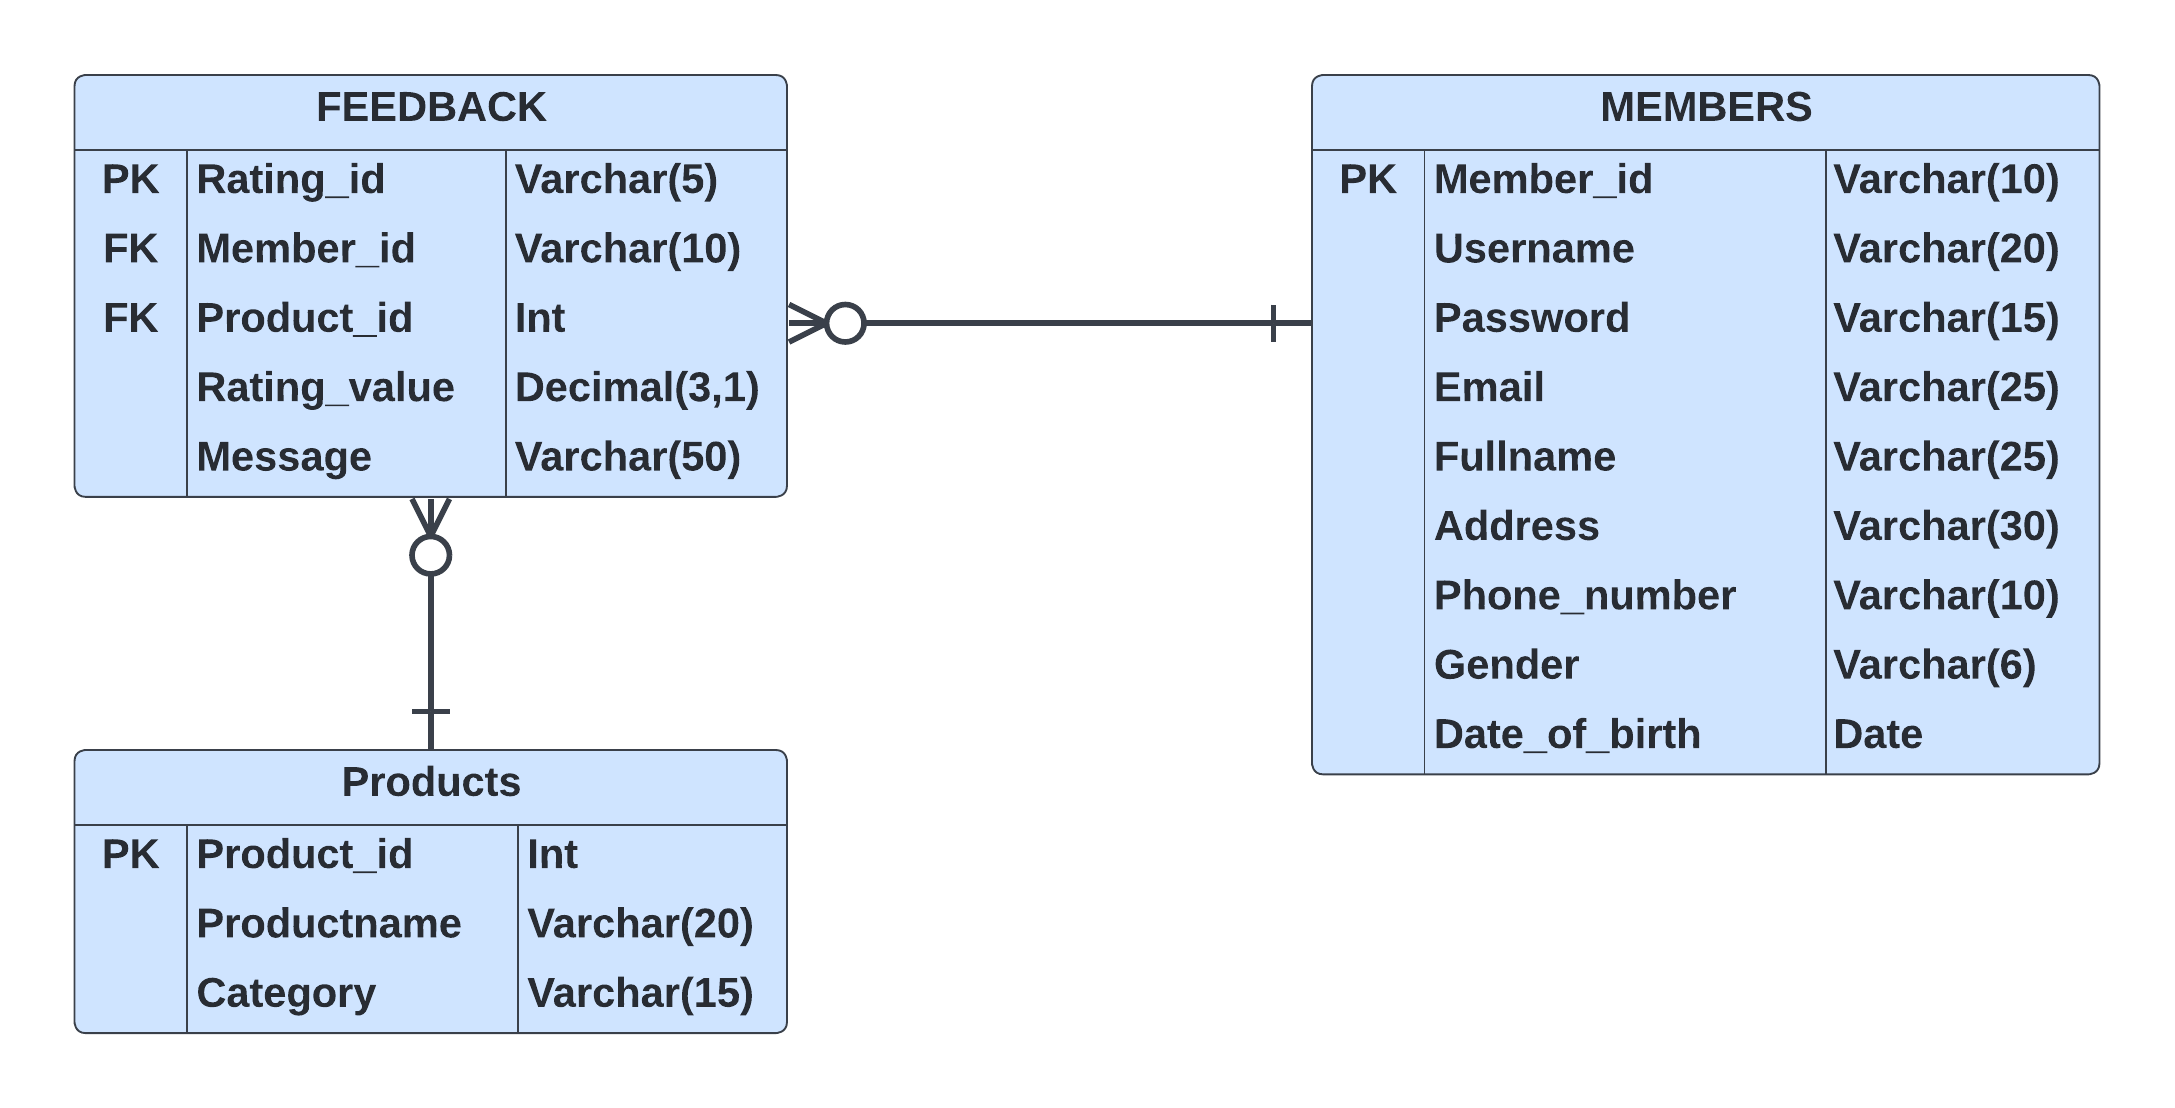 FEEDBACK
PK Rating_id Varchar(5)
FK Member_id Varchar(10)
FK Product_id Int
Rating_value Decimal(3,1)
Message Varchar(50)
MEMBERS
PK Member_id Varchar(10)
Username Varchar(20)
Password Varchar(15)
Email Varchar(25)
Fullname Varchar(25)
Address Varchar(30)
Phone_number Varchar(10)
Gender Varchar(6)
Date_of_birth Date
Products
PK Product_id Int
Productname Varchar(20)
Category Varchar(15)